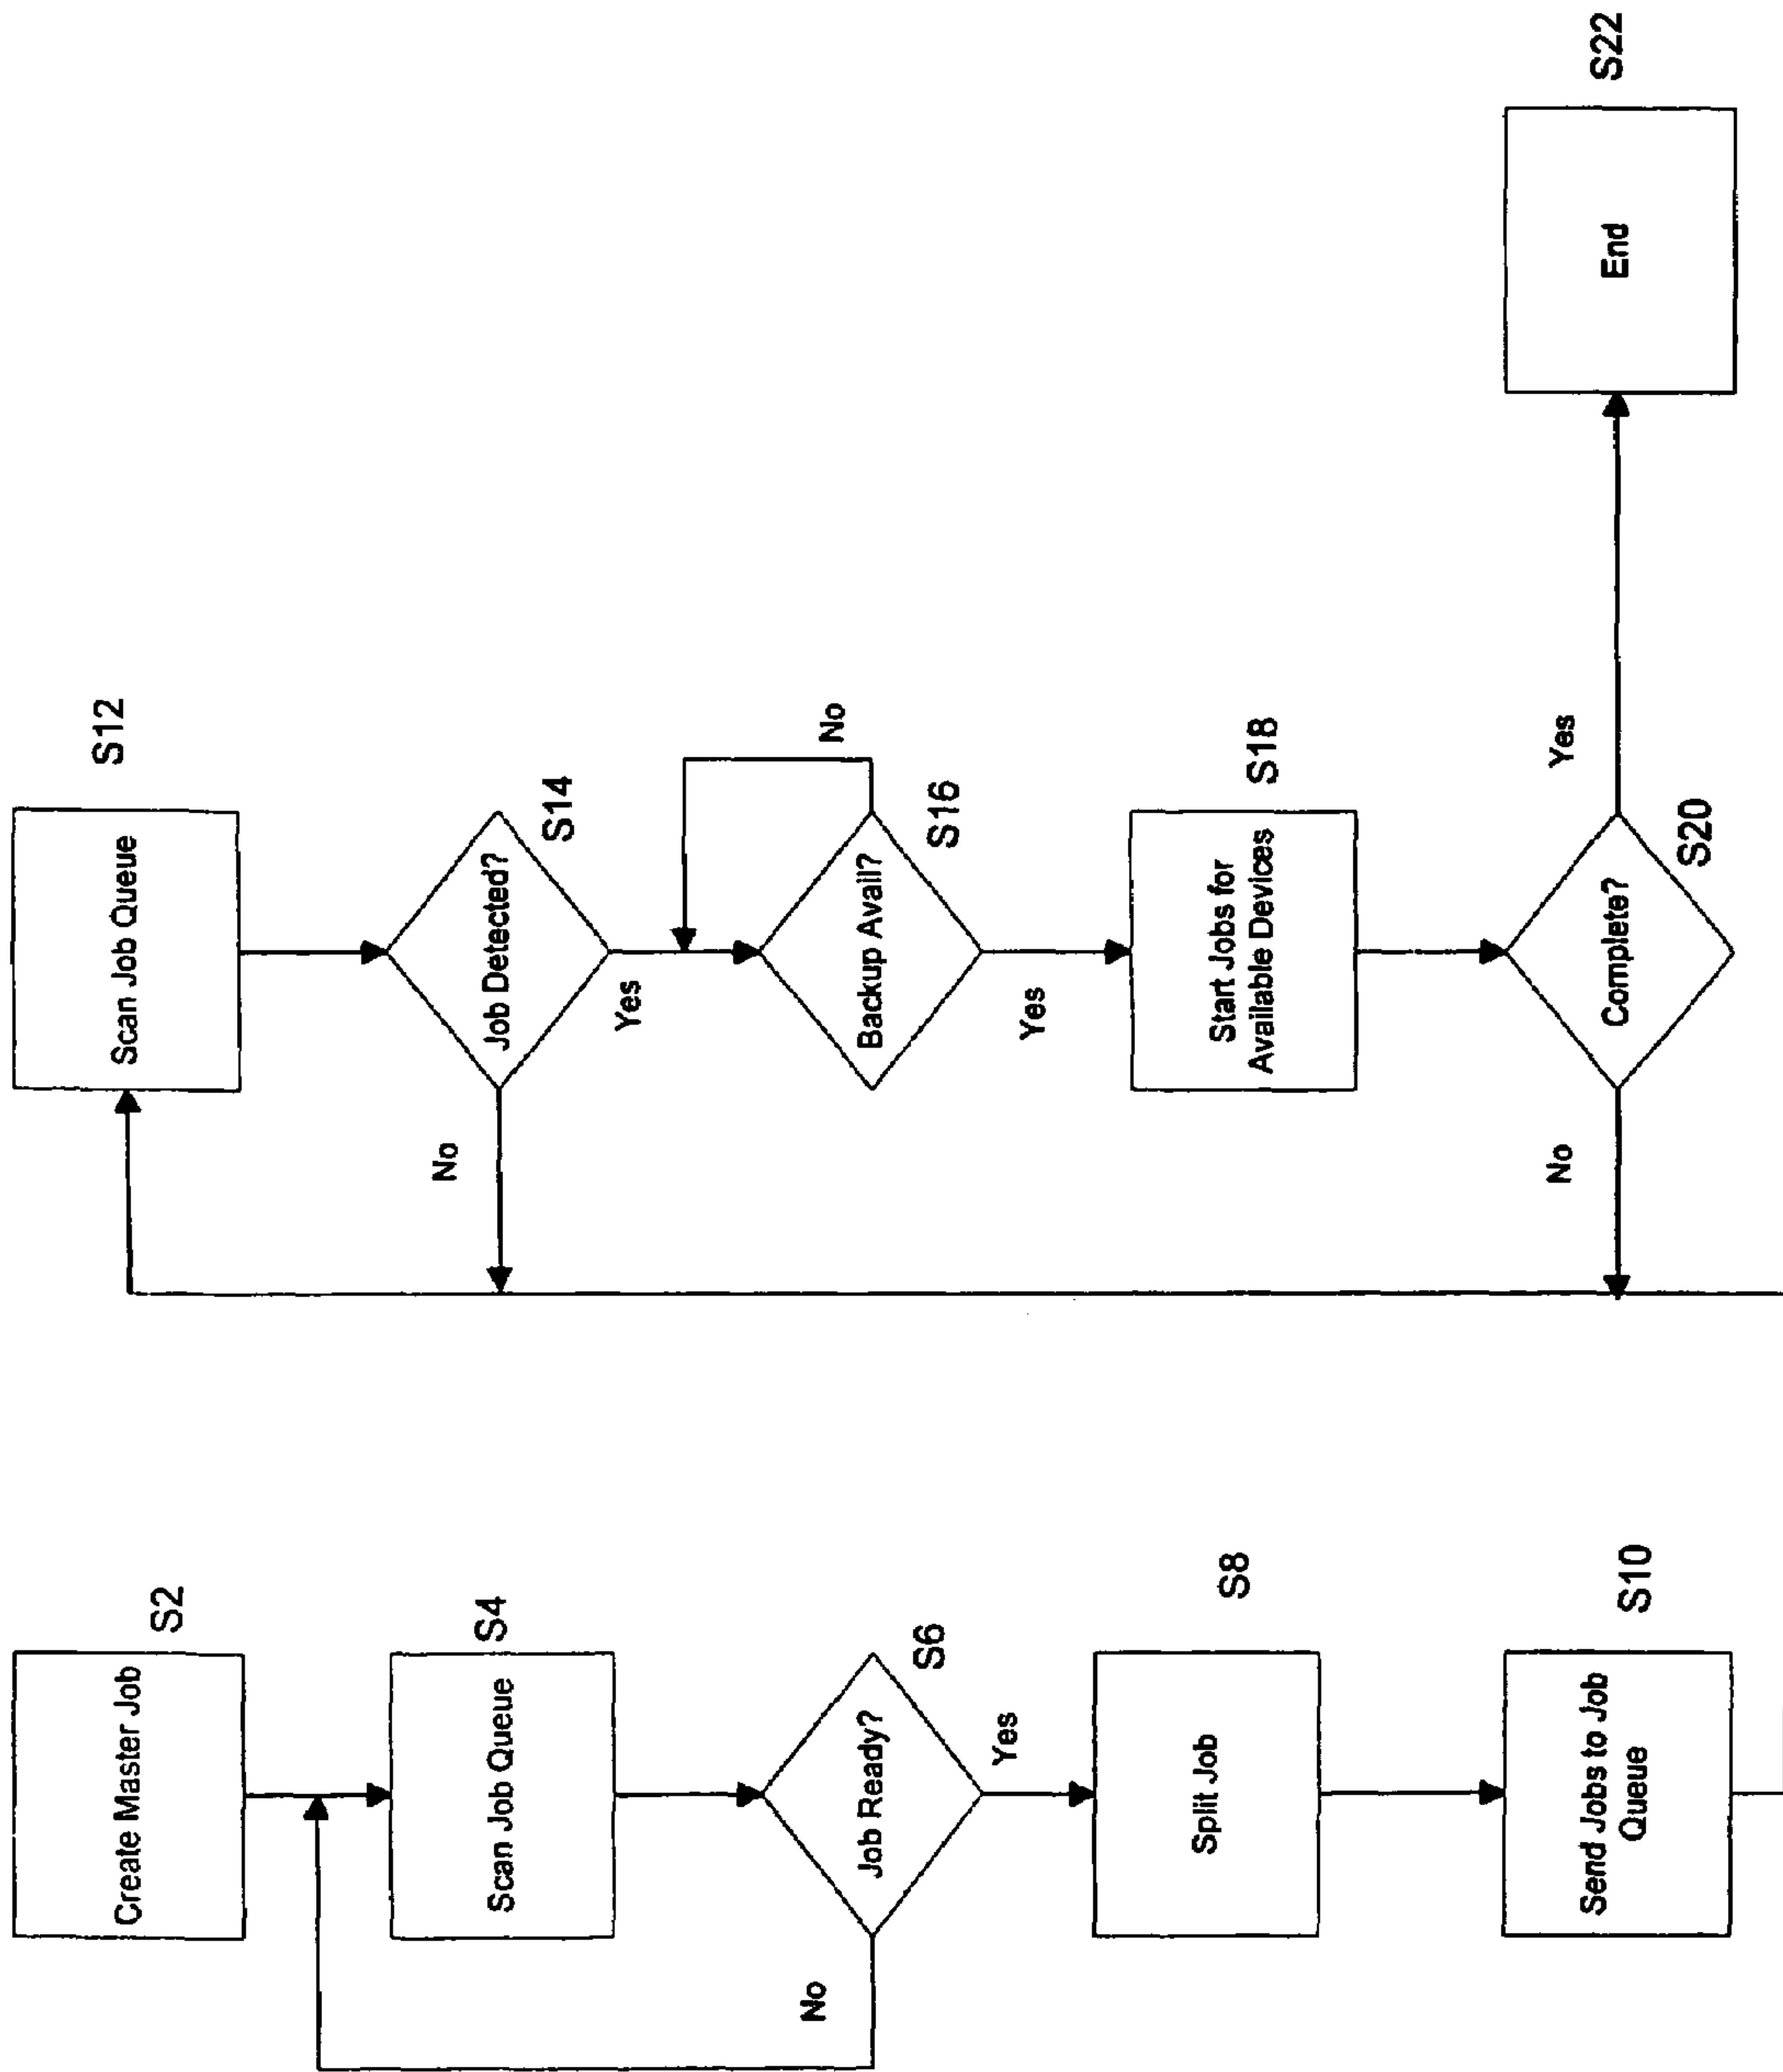 Create Master Job
S2
Scan Job Queue
S4
Job Ready?
S6
No
Yes
Split Job
S8
Send Jobs to Job
Queue
S10
Scan Job Queue
S12
Job Detected?
S14
No
Yes
Backup Avail?
S16
No
Yes
Start Jobs for
Available Devices
S18
Complete?
S20
No
Yes
End
S22